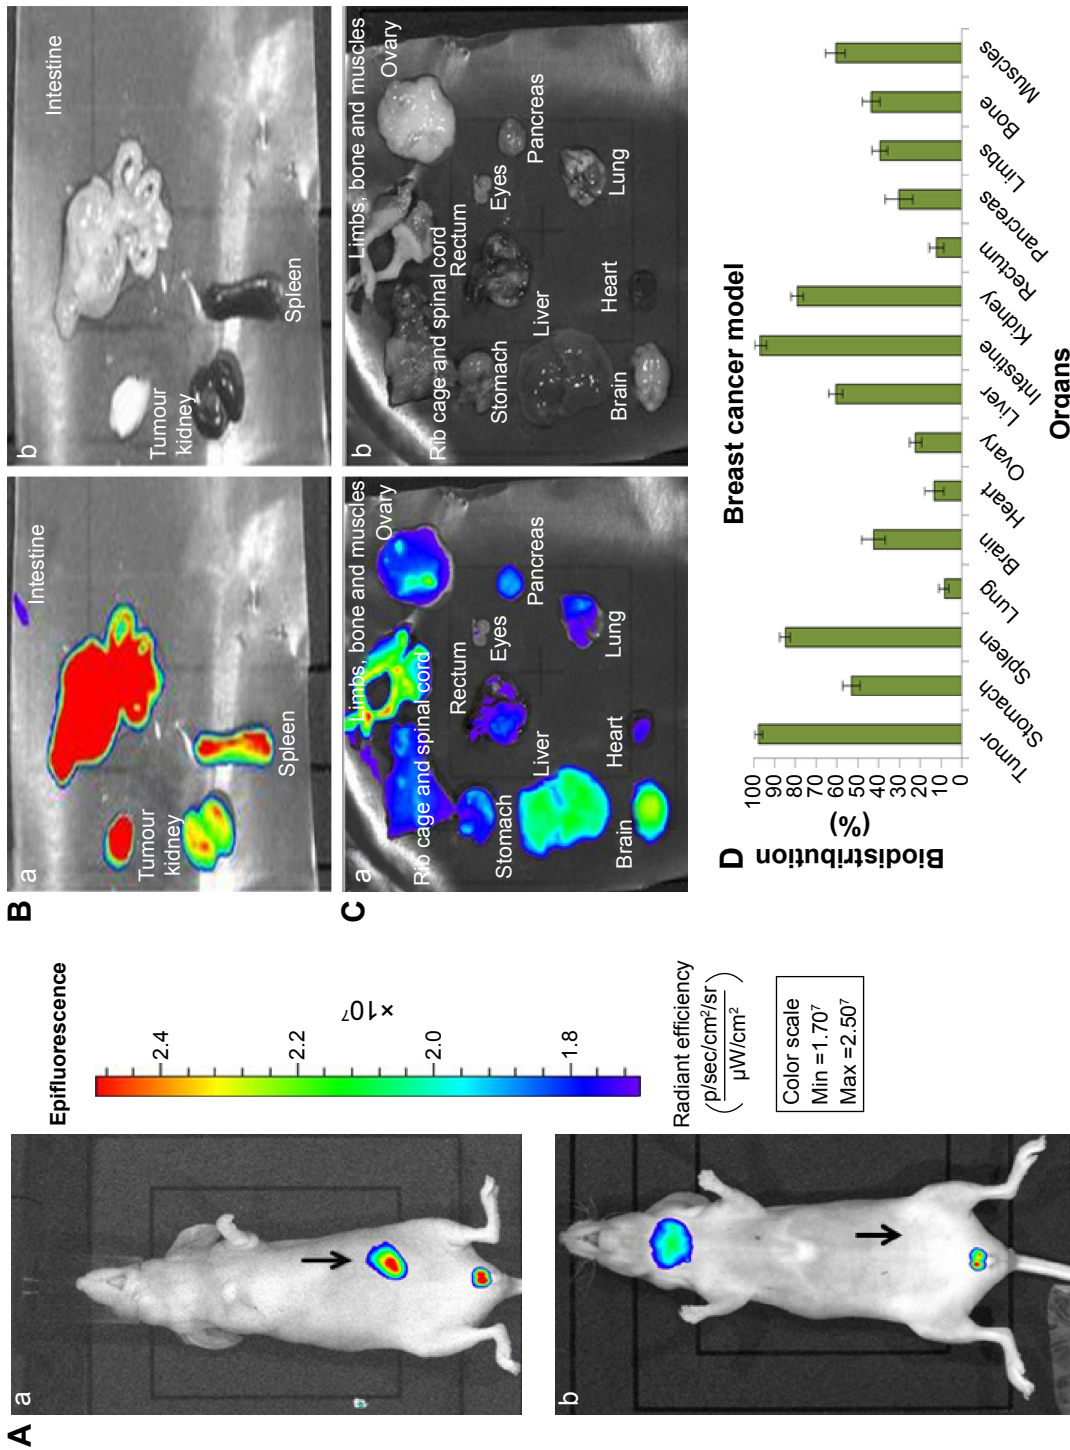 A
a
b
Epifluorescence
2.4
2.2
2.0
1.8
×10⁷
Radiant efficiency
(p/sec/cm²/sr
µW/cm²)
Color scale
Min =1.70⁷
Max =2.50⁷
B
a
Intestine
Tumour
kidney
Spleen
b
Intestine
Tumour
kidney
Spleen
C
a
Limbs, bone and muscles
Ovary
Rib cage and spinal cord
Rectum
Eyes
Pancreas
Stomach
Liver
Lung
Heart
Brain
b
Limbs, bone and muscles
Ovary
Rib cage and spinal cord
Rectum
Eyes
Pancreas
Stomach
Liver
Lung
Heart
Brain
D
Breast cancer model
Biodistribution
(%)
100
90
80
70
60
50
40
30
20
10
0
Tumor
Stomach
Spleen
Lung
Brain
Heart
Ovary
Liver
Intestine
Kidney
Rectum
Pancreas
Limbs
Bone
Muscles
Organs